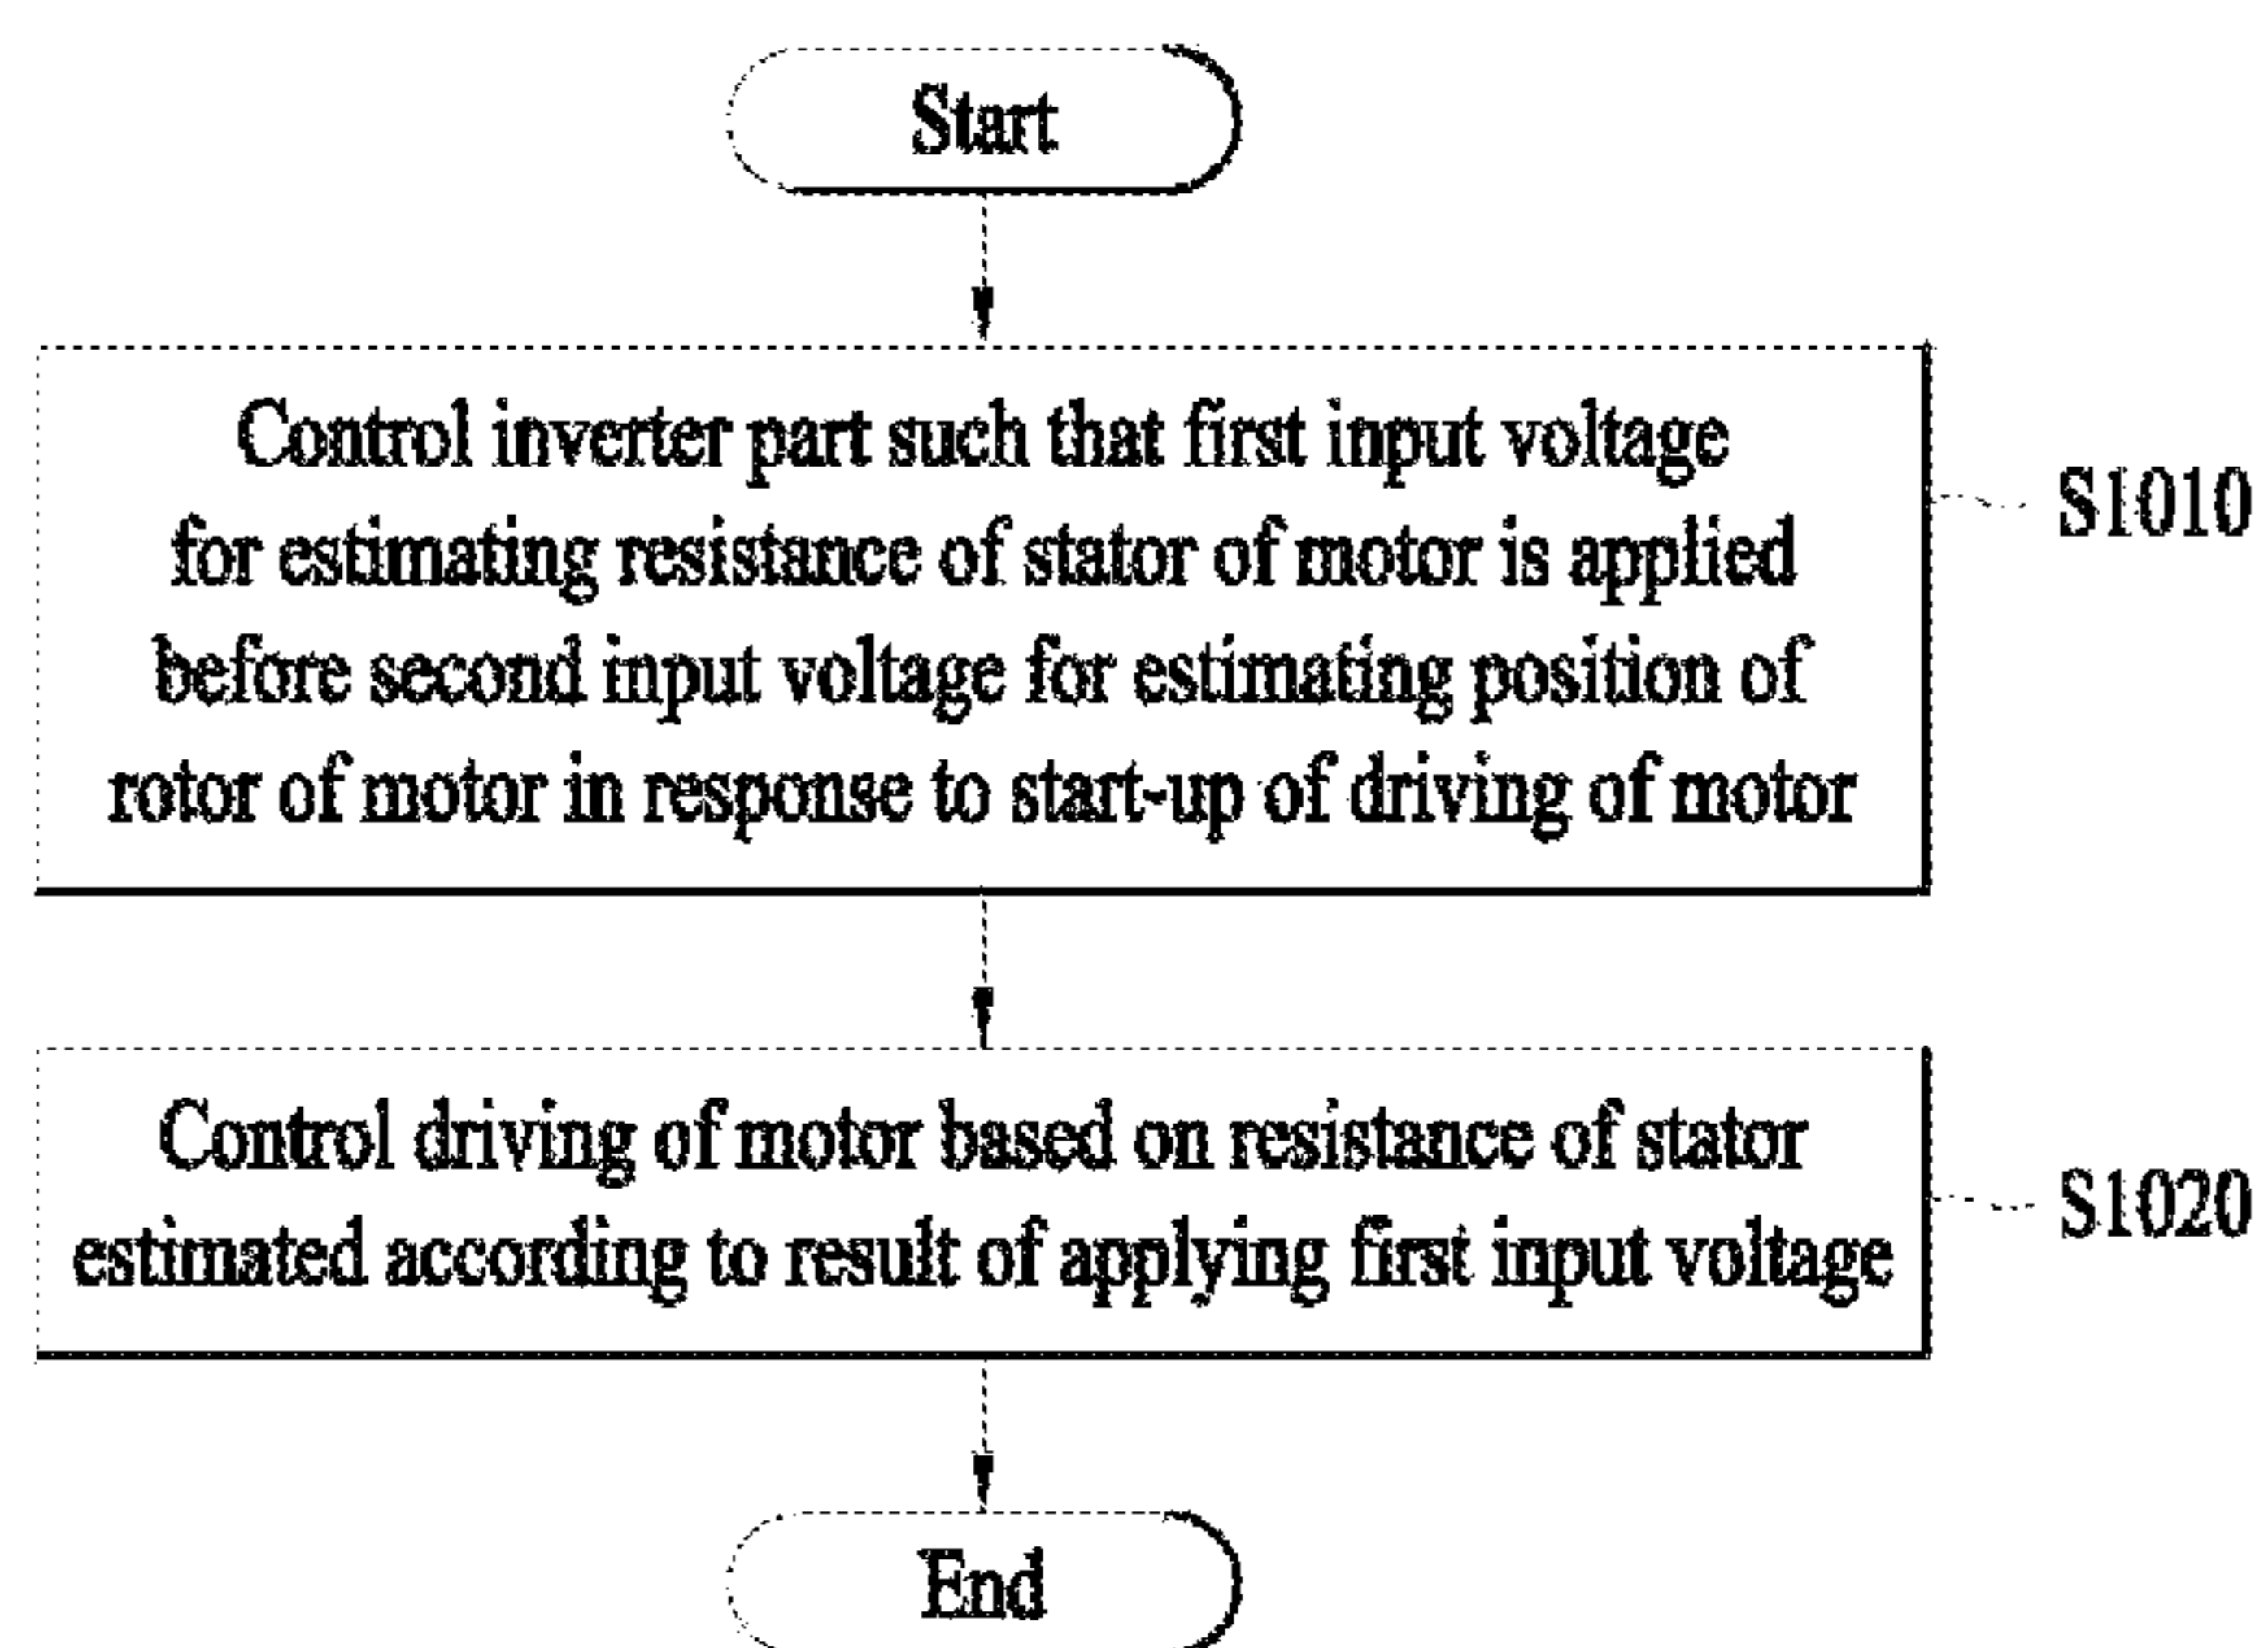 Start
Control inverter part such that first input voltage
for estimating resistance of stator of motor is applied
before second input voltage for estimating position of
rotor of motor in response to start-up of driving of motor
S1010
Control driving of motor based on resistance of stator
estimated according to result of applying first input voltage
S1020
End